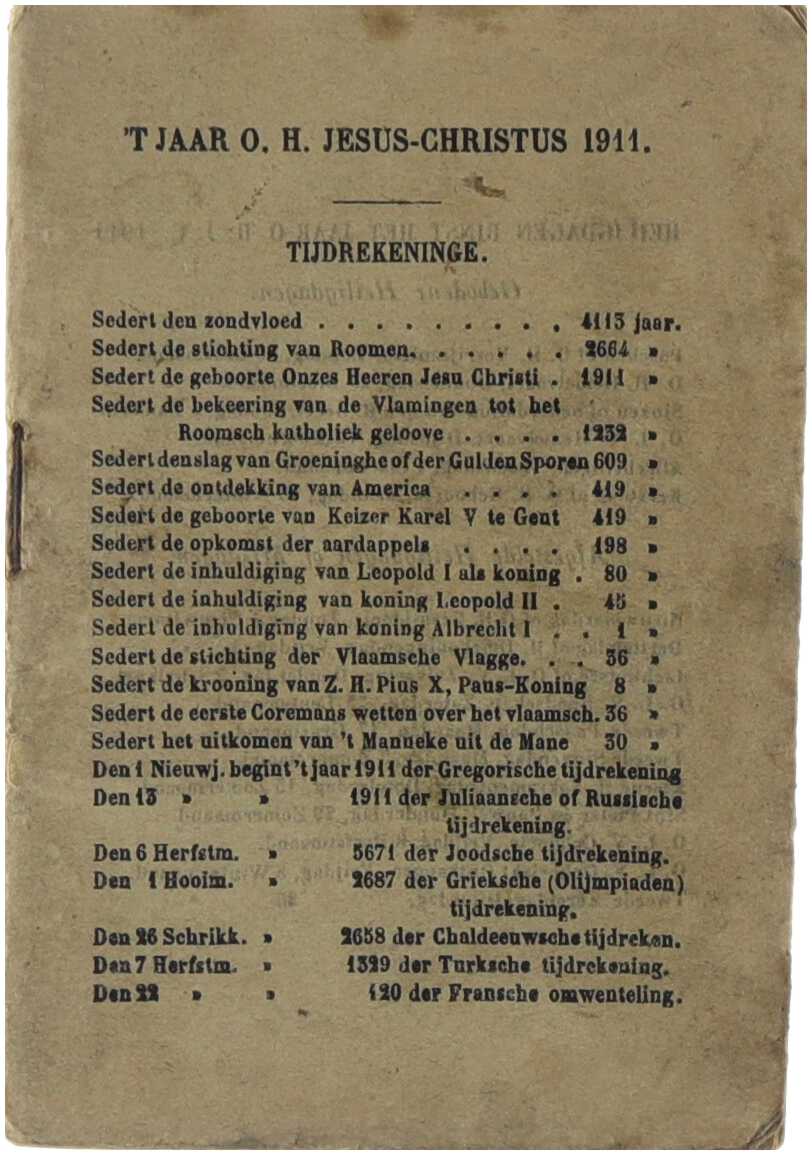 'T JAAR O. H. JESUS-CHRISTUS 1911.
TIJDREKENINGE.
Sedert den zondvloed . . . . . . . . . 4113 jaar.
Sedert de stichting van Roomen. . . . . . 2664 »
Sedert de geboorte Onzes Heeren Jesu Christi . 1911 »
Sedert de bekeering van de Vlamingen tot het
Roomsch katholiek geloove . . . . 1232 »
Sedert den slag van Groeninghe of der Gulden Sporen 609 »
Sedert de ontdekking van America . . . . 419 »
Sedert de geboorte van Keizer Karel V te Gent 419 »
Sedert de opkomst der aardappels . . . . 198 »
Sedert de inhuldiging van Leopold I als koning . 80 »
Sedert de inhuldiging van koning Leopold II . 45 »
Sedert de inhuldiging van koning Albrecht I . . 1 »
Sedert de stichting der Vlaamsche Vlagge. . . 36 »
Sedert de krooning van Z. H. Pius X, Paus-Koning 8 »
Sedert de eerste Coremans wetten over het vlaamsch. 36 »
Sedert het uitkomen van 't Manneke uit de Mane 30 »
Den 1 Nieuwj. begint 't jaar 1911 der Gregorische tijdrekening
Den 13 » » 1911 der Juliaansche of Russische
tijdrekening.
Den 6 Herfstm. » 5671 der Joodsche tijdrekening.
Den 1 Hooim. » 2687 der Grieksche (Olijmpiaden)
tijdrekening.
Den 26 Schrikk. » 2658 der Chaldeeuwsche tijdreken.
Den 7 Herfstm. » 1329 der Turksche tijdrekening.
Den 22 » » 120 der Fransche omwenteling.